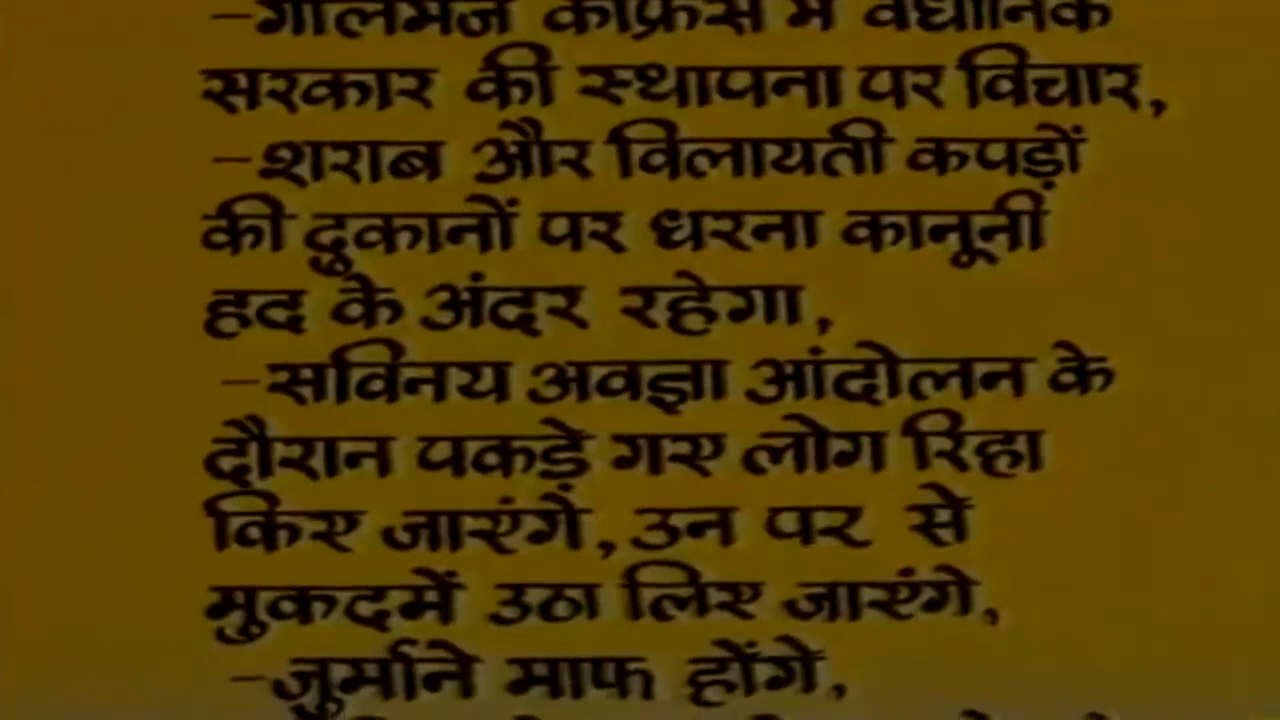 -गोलमेज कांफ्रेंस में वैधानिक
सरकार की स्थापना पर विचार,
-शराब और विलायती कपड़ों
की दुकानों पर धरना कानूनी
हद के अंदर रहेगा,
-सविनय अवज्ञा आंदोलन के
दौरान पकड़े गए लोग रिहा
किए जाएंगे, उन पर से
मुकदमें उठा लिए जाएंगे,
-जुर्माने माफ होंगे,